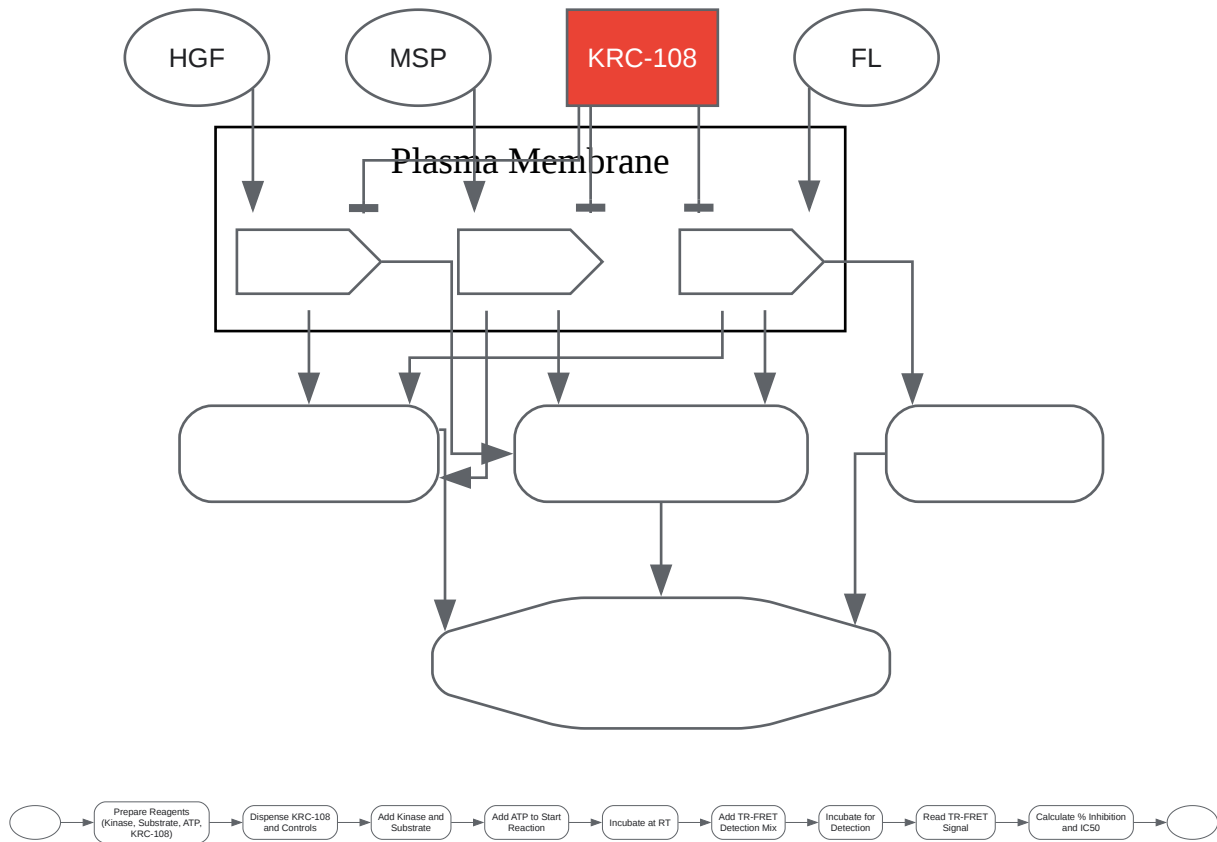 HGF
MSP
KRC-108
FL
Plasma Membrane
Prepare Reagents
(Kinase, Substrate, ATP,
KRC-108)
Dispense KRC-108
and Controls
Add Kinase and
Substrate
Add ATP to Start
Reaction
Incubate at RT
Add TR-FRET
Detection Mix
Incubate for
Detection
Read TR-FRET
Signal
Calculate % Inhibition
and IC50